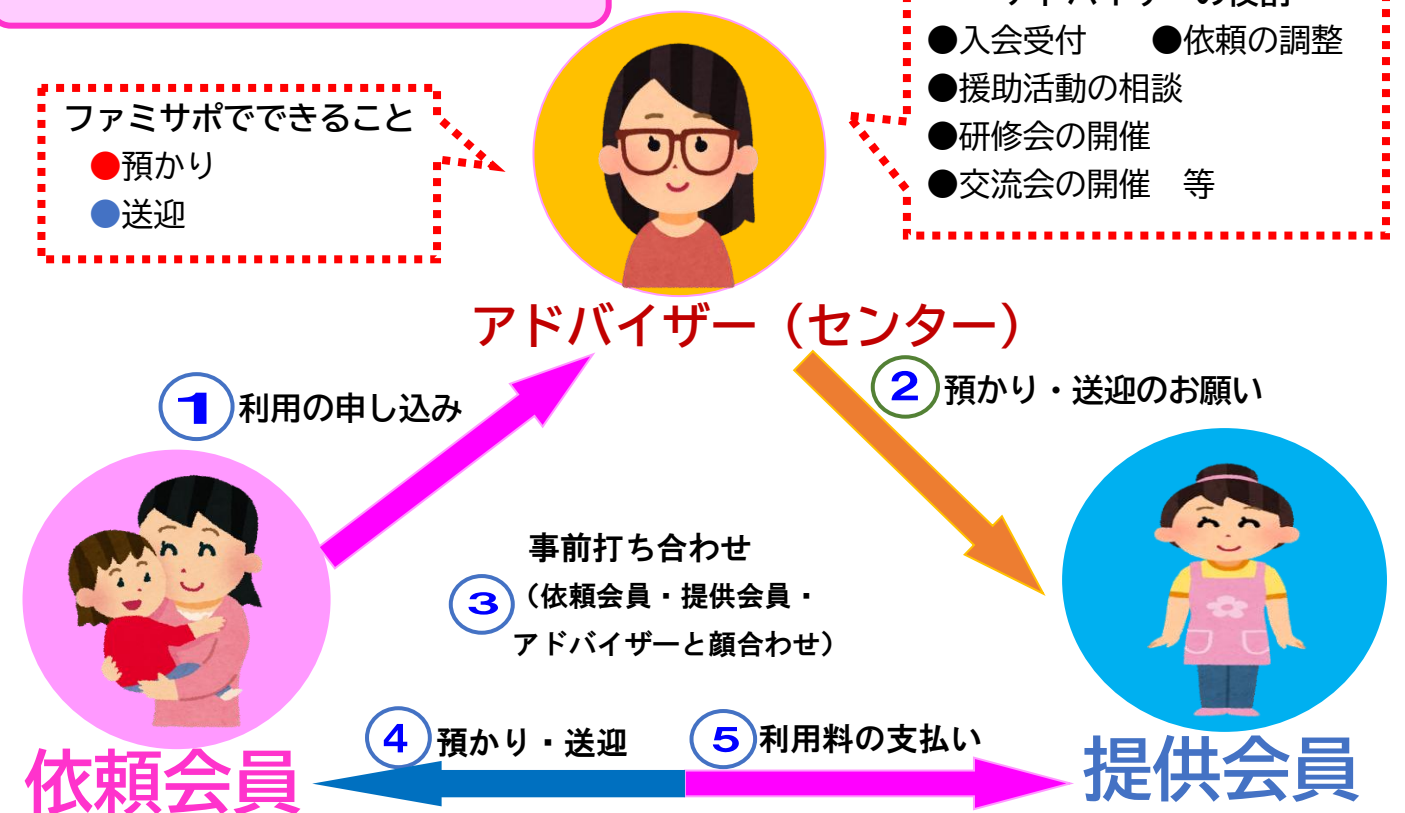 ファミサポでできること
●預かり
●送迎
●入会受付 ●依頼の調整
●援助活動の相談
●研修会の開催
●交流会の開催 等
アドバイザー（センター）
1 利用の申し込み
2 預かり・送迎のお願い
事前打ち合わせ
3 （依頼会員・提供会員・
アドバイザーと顔合わせ）
4 預かり・送迎
5 利用料の支払い
依頼会員
提供会員